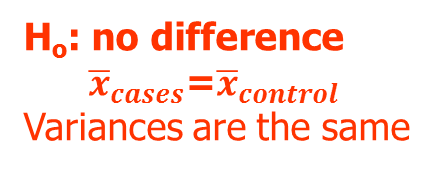 Hₒ: no difference
x̅cases=x̅control
Variances are the same